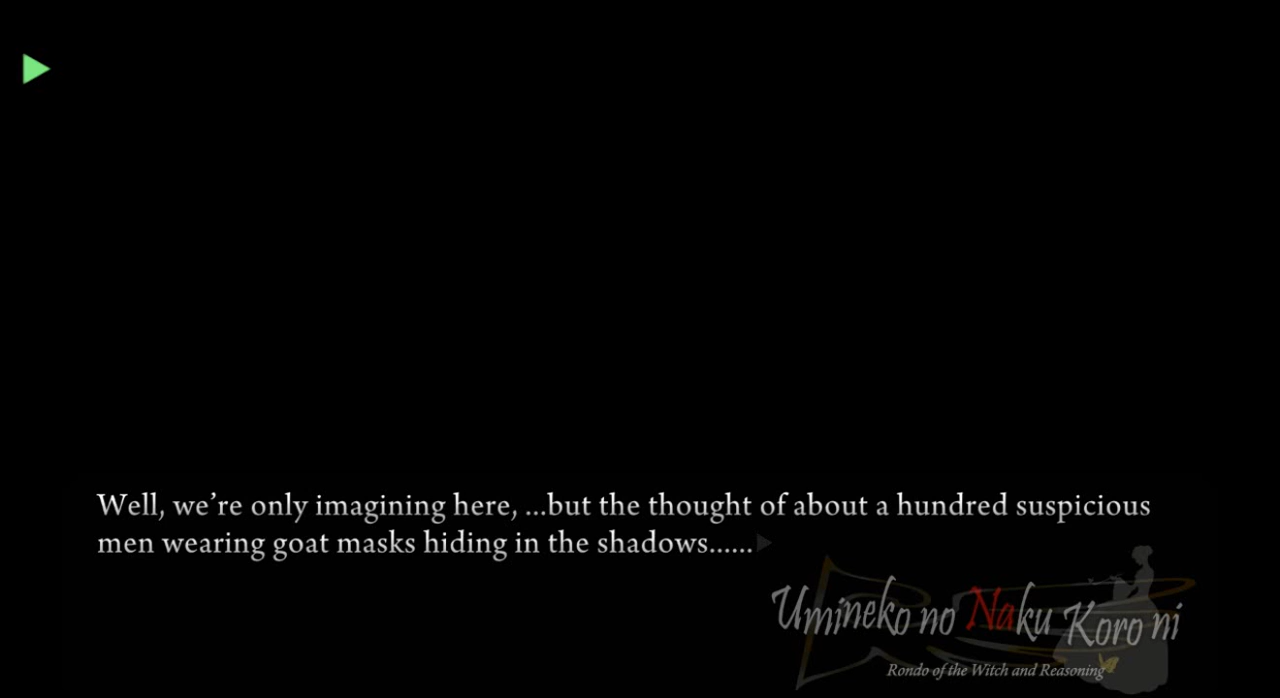 Well, we’re only imagining here, ...but the thought of about a hundred suspicious
men wearing goat masks hiding in the shadows......
Umineko no Naku Koro ni
Rondo of the Witch and Reasoning